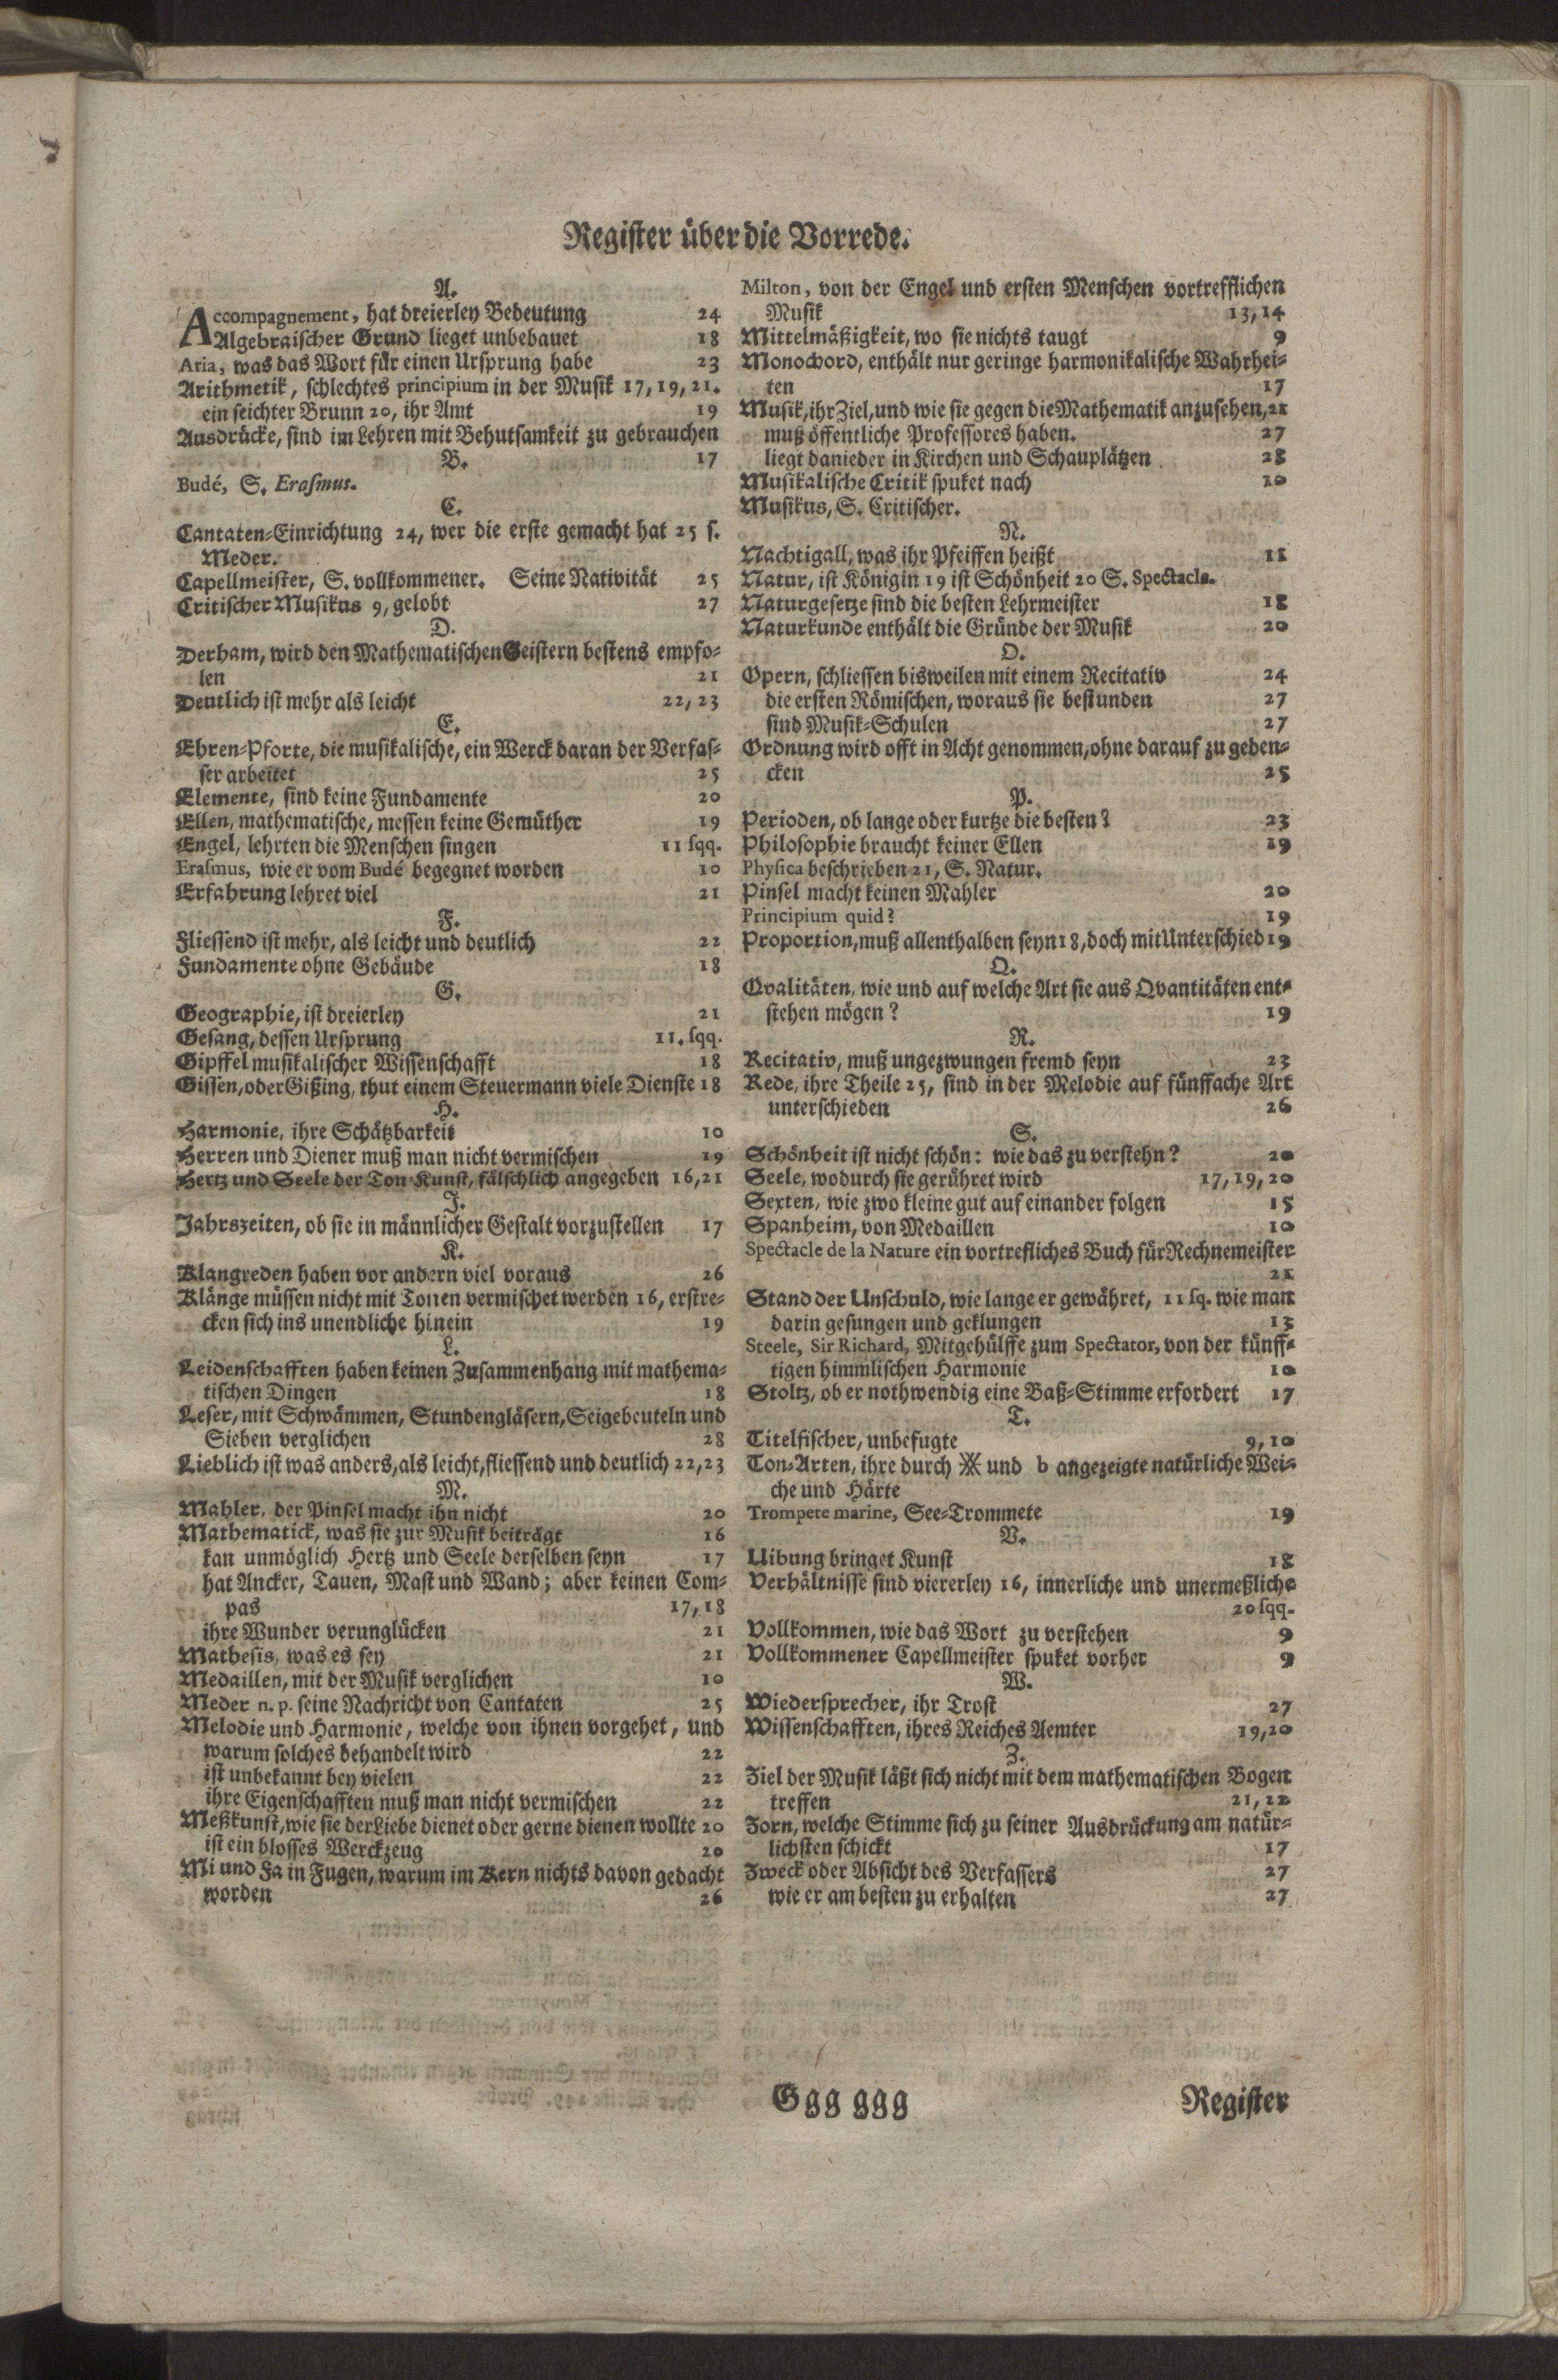 Register über die Vorrede.
A.
Accompagnement, hat dreierley Bedeutung 24
Algebraischer Grund lieget unbebauet 18
Aria, was das Wort für einen Ursprung habe 23
Arithmetik, schlechtes principium in der Musik 17, 19, 21.
ein seichter Brunn 20, ihr Amt 19
Ausdrücke, sind im Lehren mit Behutsamkeit zu gebrauchen
B. 17
Budé, S. Erasmus.
C.
Cantaten-Einrichtung 24, wer die erste gemacht hat 25 s.
Meder.
Capellmeister, S. vollkommener. Seine Nativität 25
Critischer Musikus 9, gelobt 27
D.
Derham, wird den Mathematischen Geistern bestens empfo-
len 21
Deutlich ist mehr als leicht 22, 23
E.
Ehren-Pforte, die musikalische, ein Werck daran der Verfas-
ser arbeitet 25
Elemente, sind keine Fundamente 20
Ellen, mathematische, messen keine Gemüther 19
Engel, lehrten die Menschen singen 11 sqq.
Erasmus, wie er vom Budé begegnet worden 10
Erfahrung lehret viel 21
F.
Fliessend ist mehr, als leicht und deutlich 22
Fundamente ohne Gebäude 18
G.
Geographie, ist dreierley 21
Gesang, dessen Ursprung 11. sqq.
Gipffel musikalischer Wissenschafft 18
Gissen, oder Gißing, thut einem Steuermann viele Dienste 18
H.
Harmonie, ihre Schätzbarkeit 10
Herren und Diener muß man nicht vermischen 19
Hertz und Seele der Ton-Kunst, fälschlich angegeben 16, 21
J.
Jahrszeiten, ob sie in männlicher Gestalt vorzustellen 17
K.
Klangreden haben vor andern viel voraus 26
Klänge müssen nicht mit Tonen vermischet werden 16, erstre-
cken sich ins unendliche hinein 19
L.
Leidenschafften haben keinen Zusammenhang mit mathema-
tischen Dingen 18
Leser, mit Schwämmen, Stundengläsern, Seigebeuteln und
Sieben verglichen 28
Lieblich ist was anders, als leicht, fliessend und deutlich 22, 23
M.
Mahler, der Pinsel macht ihn nicht 20
Mathematick, was sie zur Musik beiträgt 16
kan unmöglich Hertz und Seele derselben seyn 17
hat Ancker, Tauen, Mast und Wand; aber keinen Com-
pas 17, 18
ihre Wunder verunglücken 21
Mathesis, was es sey 21
Medaillen, mit der Musik verglichen 10
Meder n. p. seine Nachricht von Cantaten 25
Melodie und Harmonie, welche von ihnen vorgehet, und
warum solches behandelt wird 22
ist unbekannt bey vielen 22
ihre Eigenschafften muß man nicht vermischen 22
Meßkunst, wie sie der Liebe dienet oder gerne dienen wollte 20
ist ein blosses Werckzeug 20
Mi und Fa in Fugen, warum im Kern nichts davon gedacht
worden 26
Milton, von der Engel und ersten Menschen vortrefflichen
Musik 13, 14
Mittelmäßigkeit, wo sie nichts taugt 9
Monochord, enthält nur geringe harmonikalische Wahrhei-
ten 17
Musik, ihr Ziel, und wie sie gegen die Mathematik anzusehen, 21
muß öffentliche Professores haben. 27
liegt danieder in Kirchen und Schauplätzen 28
Musikalische Critik spuket nach 10
Musikus, S. Critischer.
N.
Nachtigall, was ihr Pfeiffen heißt 11
Natur, ist Königin 19 ist Schönheit 20 S. Spectacle.
Naturgesetze sind die besten Lehrmeister 18
Naturkunde enthält die Gründe der Musik 20
O.
Opern, schliessen bisweilen mit einem Recitativ 24
die ersten Römischen, woraus sie bestunden 27
sind Musik-Schulen 27
Ordnung wird offt in Acht genommen, ohne darauf zu geden-
cken 25
P.
Perioden, ob lange oder kurtze die besten? 23
Philosophie braucht keiner Ellen 19
Physica beschrieben 21, S. Natur.
Pinsel macht keinen Mahler 20
Principium quid? 19
Proportion, muß allenthalben seyn 18, doch mit Unterschied 19
Q.
Qvalitäten, wie und auf welche Art sie aus Qvantitäten ent-
stehen mögen? 19
R.
Recitativ, muß ungezwungen fremd seyn 23
Rede, ihre Theile 25, sind in der Melodie auf fünffache Art
unterschieden 26
S.
Schönheit ist nicht schön: wie das zu verstehn? 20
Seele, wodurch sie gerühret wird 17, 19, 20
Sexten, wie zwo kleine gut auf einander folgen 15
Spanheim, von Medaillen 10
Spectacle de la Nature ein vortrefliches Buch für Rechnemeister
21
Stand der Unschuld, wie lange er gewähret, 11 sq. wie man
darin gesungen und geklungen 13
Steele, Sir Richard, Mitgehülffe zum Spectator, von der künff-
tigen himmlischen Harmonie 10
Stoltz, ob er nothwendig eine Baß-Stimme erfordert 17
T.
Titelfischer, unbefugte 9, 10
Ton-Arten, ihre durch ※ und b angezeigte natürliche Wei-
che und Härte
Trompete marine, See-Trommete 19
V.
Uibung bringet Kunst 18
Verhältnisse sind viererley 16, innerliche und unermeßliche
20 sqq.
Vollkommen, wie das Wort zu verstehen 9
Vollkommener Capellmeister spuket vorher 9
W.
Wiedersprecher, ihr Trost 27
Wissenschafften, ihres Reiches Aemter 19, 20
Z.
Ziel der Musik läßt sich nicht mit dem mathematischen Bogen
treffen 21, 22
Zorn, welche Stimme sich zu seiner Ausdrückung am natür-
lichsten schickt 17
Zweck oder Absicht des Verfassers 27
wie er am besten zu erhalten 27
Ggg ggg Register